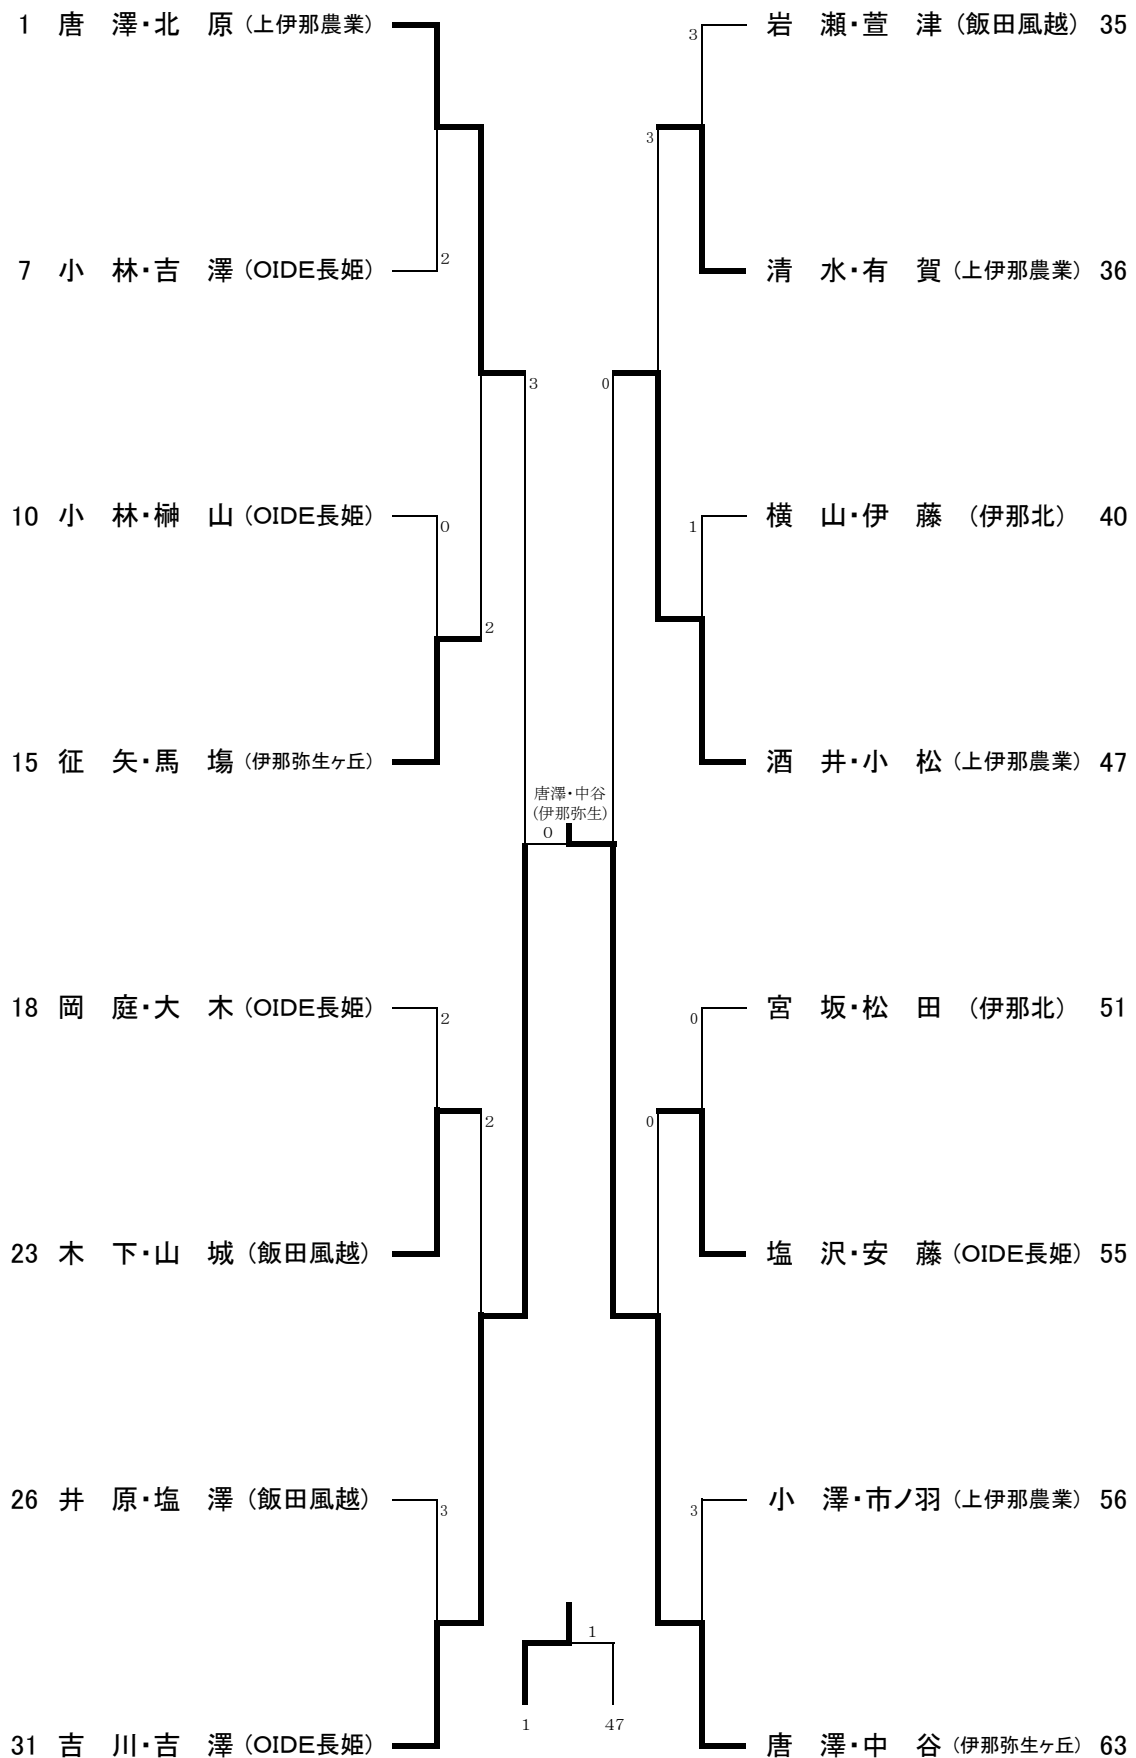 1 唐　澤・北　原 (上伊那農業)
7 小　林・吉　澤 (OIDE長姫)
10 小　林・榊　山 (OIDE長姫)
15 征　矢・馬　塲 (伊那弥生ヶ丘)
18 岡　庭・大　木 (OIDE長姫)
23 木　下・山　城 (飯田風越)
26 井　原・塩　澤 (飯田風越)
31 吉　川・吉　澤 (OIDE長姫)
2
0
2
3
2
2
3
唐澤・中谷
(伊那弥生)
0
1
1
47
3
3
0
1
0
0
3
岩　瀬・萱　津 (飯田風越) 35
清　水・有　賀 (上伊那農業) 36
横　山・伊　藤 (伊那北) 40
酒　井・小　松 (上伊那農業) 47
宮　坂・松　田 (伊那北) 51
塩　沢・安　藤 (OIDE長姫) 55
小　澤・市ノ羽 (上伊那農業) 56
唐　澤・中　谷 (伊那弥生ヶ丘) 63